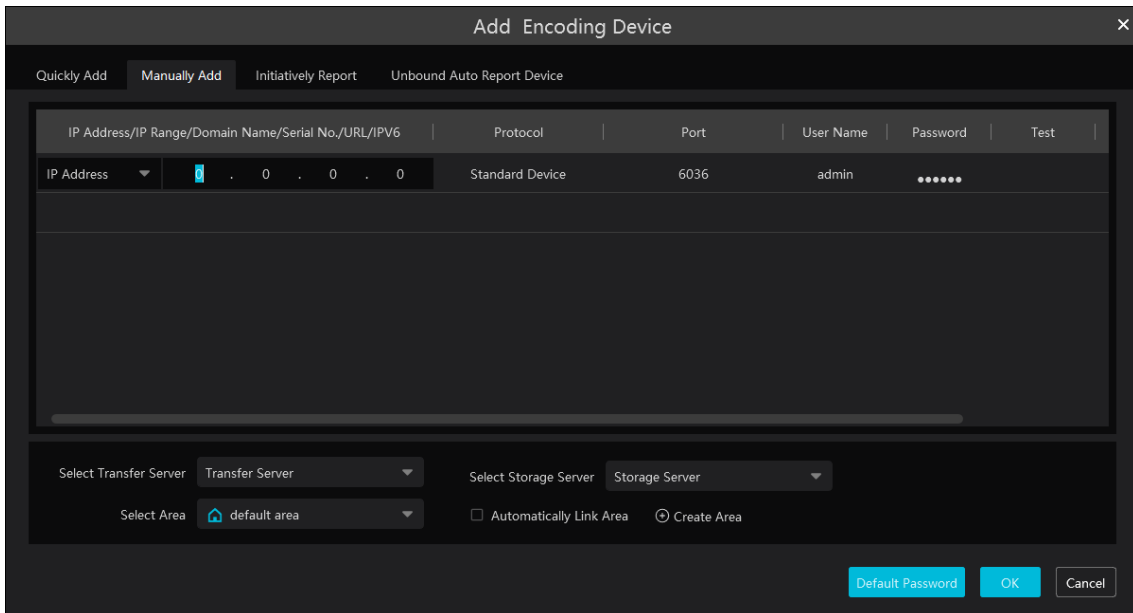 Add Encoding Device
Quickly Add Manually Add Initiatively Report Unbound Auto Report Device
IP Address/IP Range/Domain Name/Serial No./URL/IPV6 Protocol Port User Name Password Test
IP Address 0 . 0 . 0 . 0 Standard Device 6036 admin ●●●●●●
Select Transfer Server Transfer Server Select Storage Server Storage Server
Select Area default area Automatically Link Area Create Area
Default Password OK Cancel